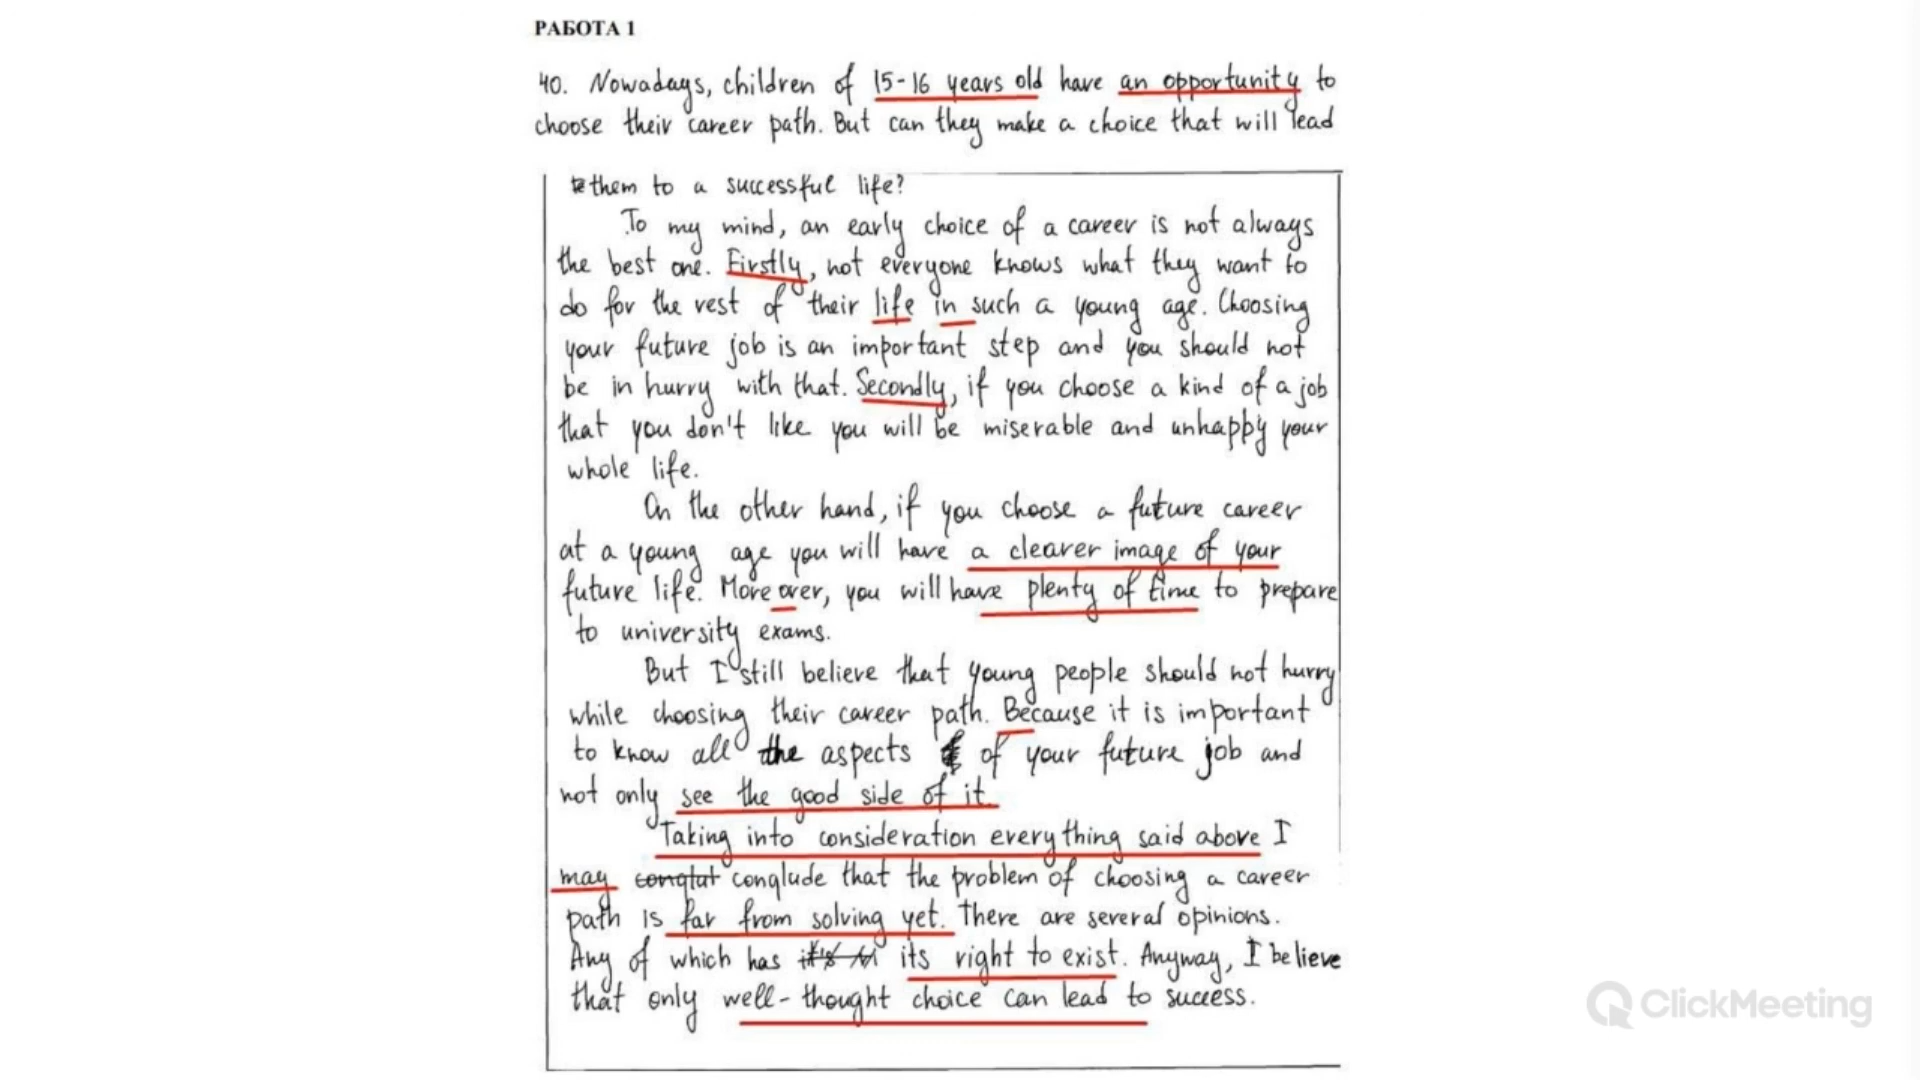 РАБОТА 1
40. Nowadays, children of 15-16 years old have an opportunity to
choose their career path. But can they make a choice that will lead
them to a successful life?
To my mind, an early choice of a career is not always
the best one. Firstly, not everyone knows what they want to
do for the rest of their life in such a young age. Choosing
your future job is an important step and you should not
be in hurry with that. Secondly, if you choose a kind of a job
that you don't like you will be miserable and unhappy your
whole life.
On the other hand, if you choose a future career
at a young age you will have a clearer image of your
future life. More over, you will have plenty of time to prepare
to university exams.
But I still believe that young people should not hurry
while choosing their career path. Because it is important
to know all the aspects of your future job and
not only see the good side of it.
Taking into consideration everything said above I
may conglut conglude that the problem of choosing a career
path is far from solving yet. There are several opinions.
Any of which has its right to exist. Anyway, I believe
that only well-thought choice can lead to success.
ClickMeeting